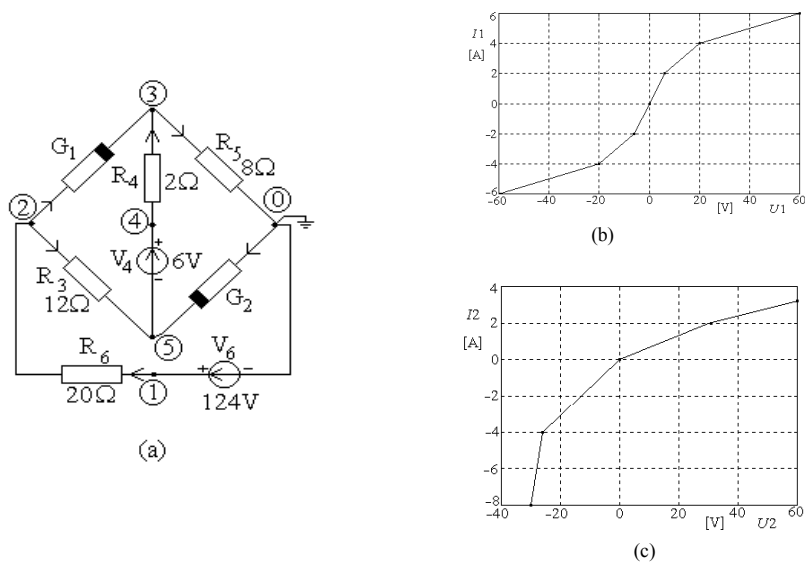 ③
G₁
R₅
8Ω
R₄
2Ω
②
④
⓪
V₄
+
6V
-
R₃
12Ω
G₂
⑤
R₆
V₆
+
-
20Ω
①
124V
(a)
I1
[A]
6
4
2
0
-2
-4
-6
-60
-40
-20
0
20
40
60
[V]
U1
(b)
I2
[A]
4
2
0
-2
-4
-6
-8
-40
-20
0
20
40
60
[V]
U2
(c)